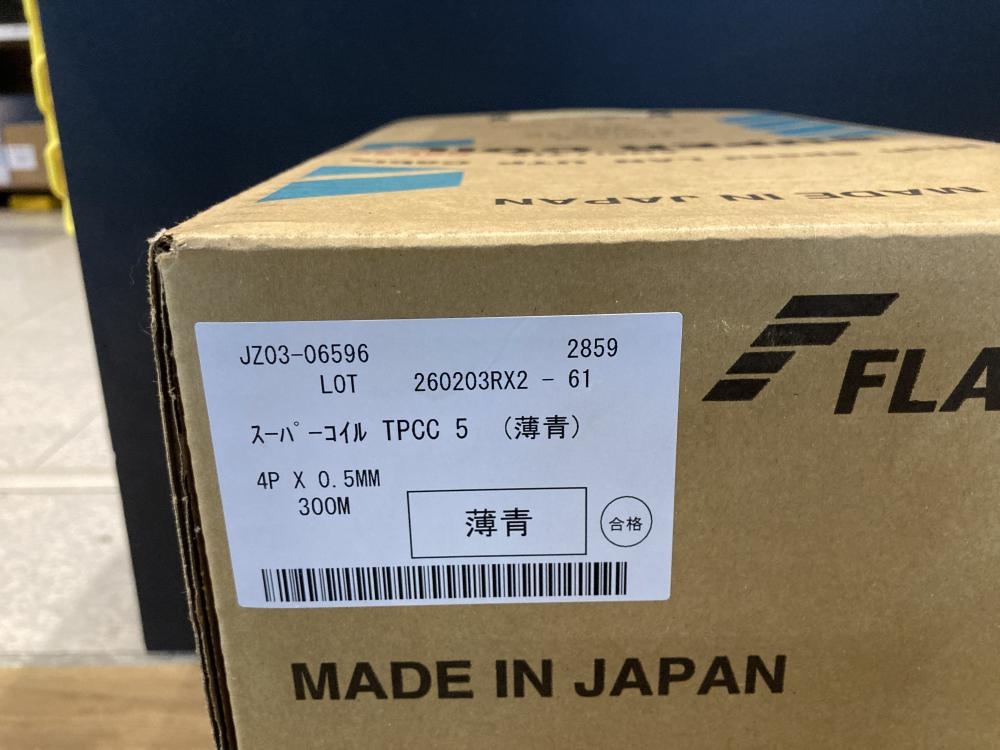 MADE IN JAPAN
FLA
JZ03-06596 2859
LOT 260203RX2 - 61
ｽｰﾊﾟｰｺｲﾙ TPCC 5 (薄青)
4P X 0.5MM
300M
薄青
合格
MADE IN JAPAN